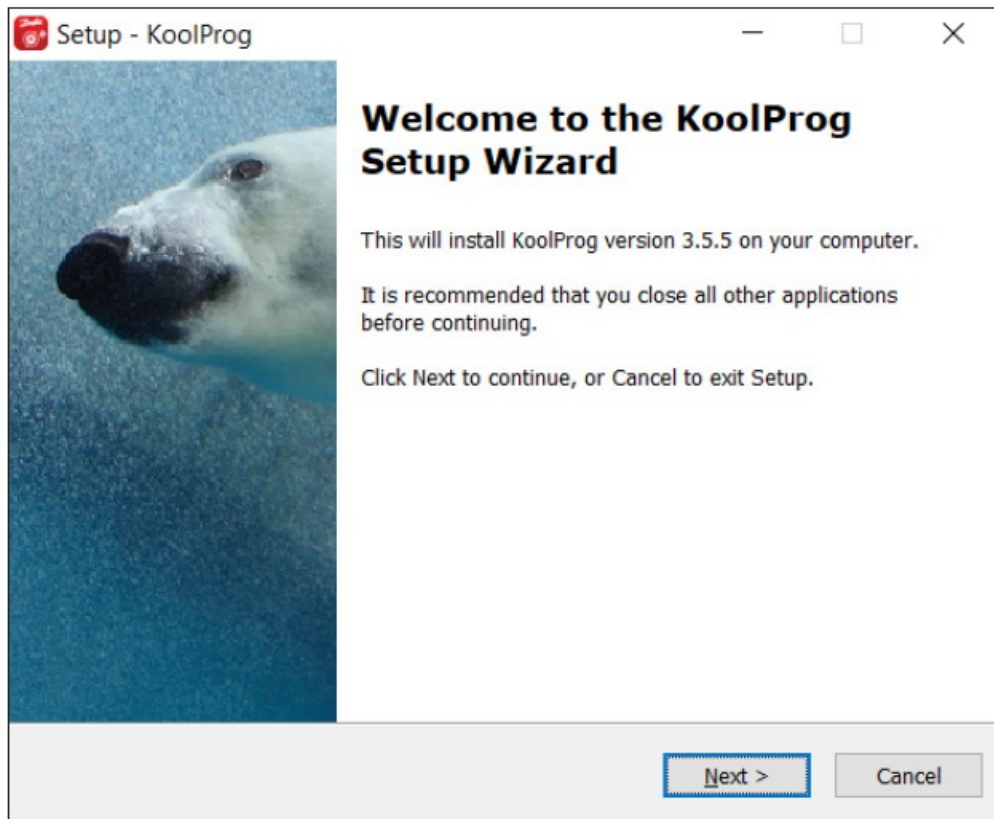 Setup - KoolProg
Welcome to the KoolProg
Setup Wizard
This will install KoolProg version 3.5.5 on your computer.
It is recommended that you close all other applications
before continuing.
Click Next to continue, or Cancel to exit Setup.
Next >
Cancel